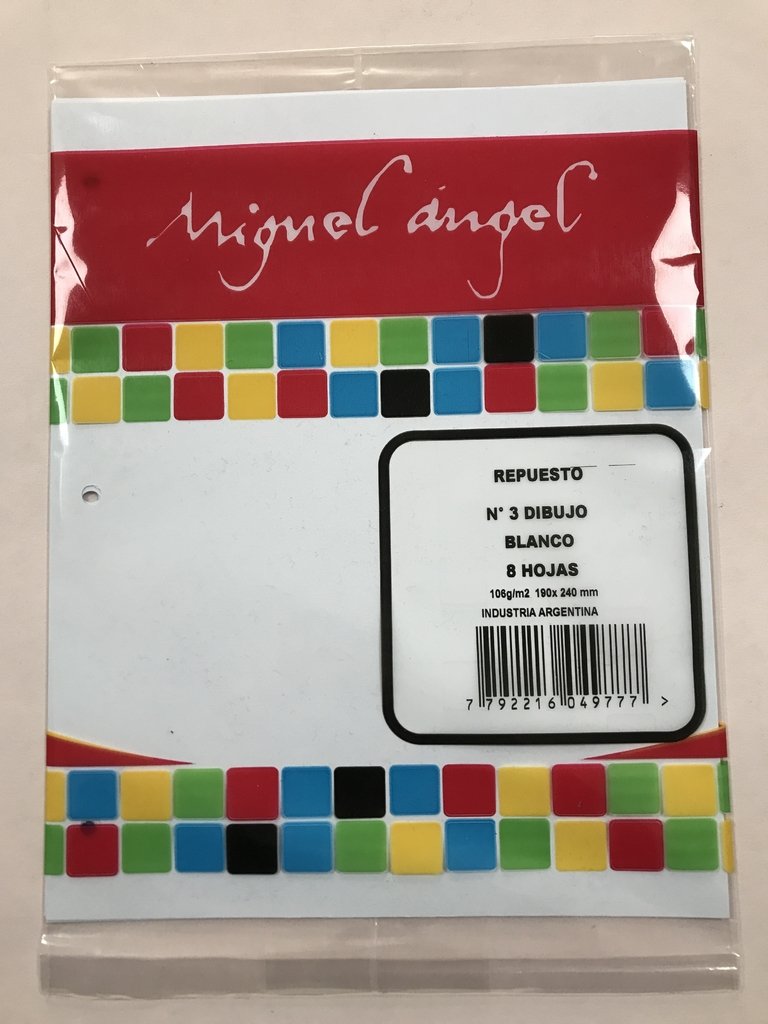 Miguel ángel
REPUESTO
N° 3 DIBUJO
BLANCO
8 HOJAS
106g/m2 190x 240 mm
INDUSTRIA ARGENTINA
7 792216 049777 >